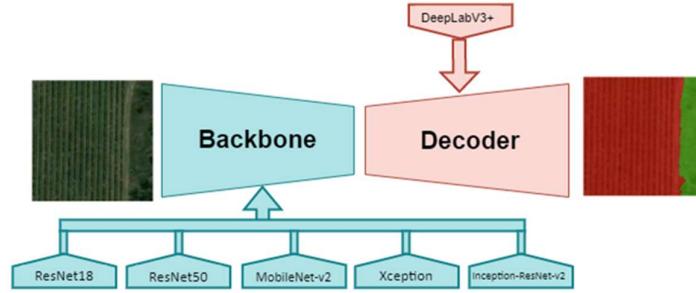 DeepLabV3+
Backbone
Decoder
ResNet18
ResNet50
MobileNet-v2
Xception
Inception-ResNet-v2